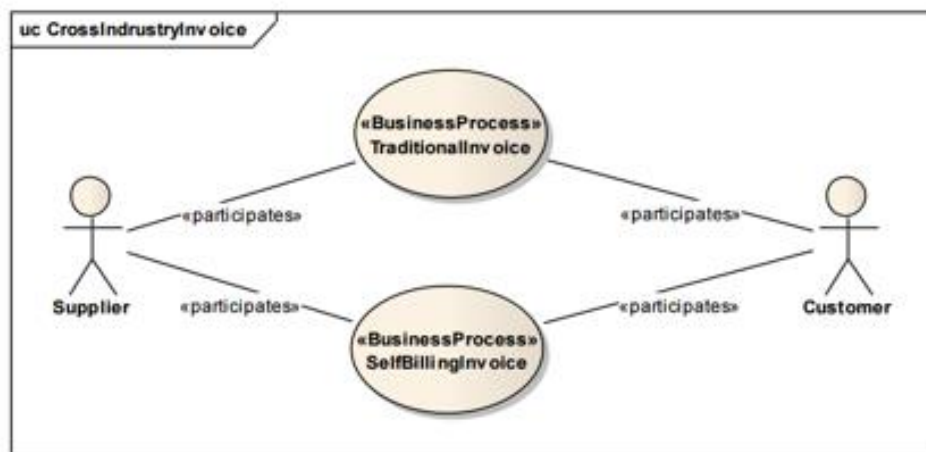 uc CrossIndrustryInvoice
«BusinessProcess»
TraditionalInvoice
«participates»
«participates»
Supplier
Customer
«participates»
«participates»
«BusinessProcess»
SelfBillingInvoice